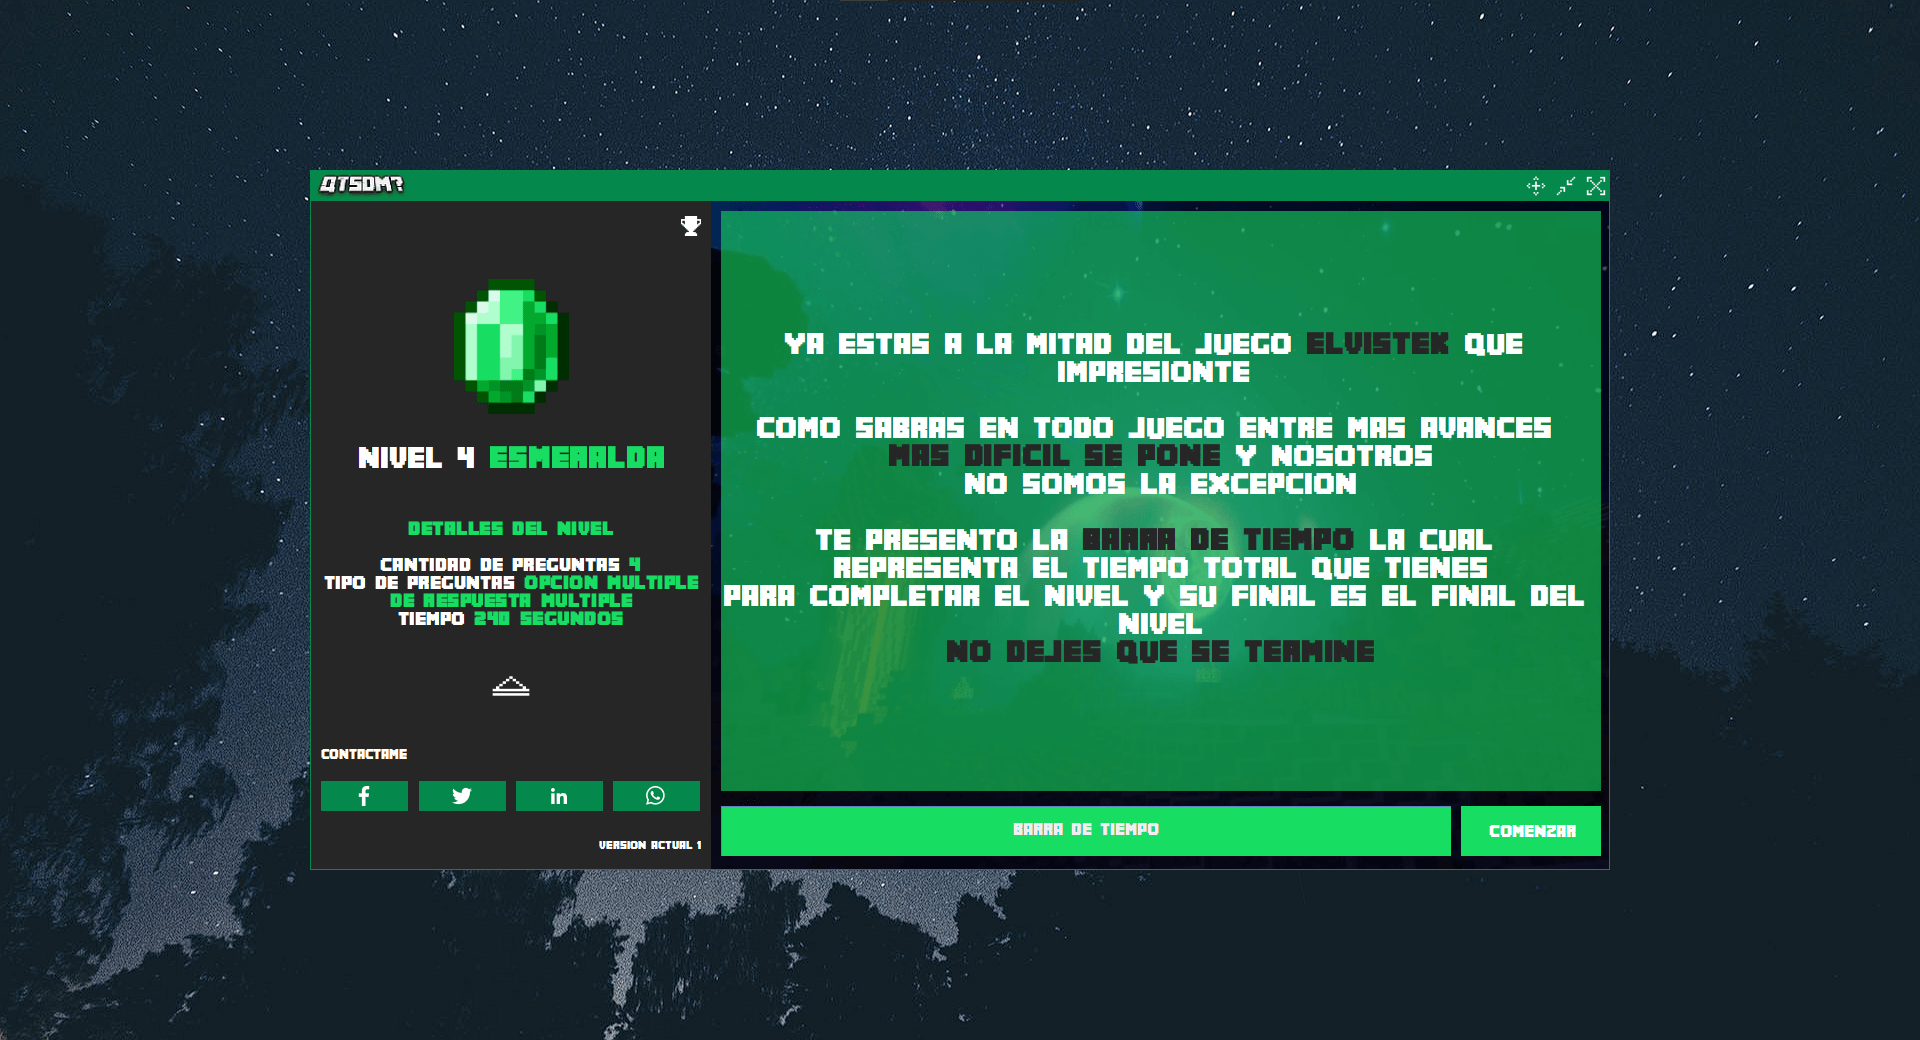 QTSDM?
NIVEL 4 ESMERALDA
DETALLES DEL NIVEL
CANTIDAD DE PREGUNTAS 4
TIPO DE PREGUNTAS OPCION MULTIPLE
DE RESPUESTA MULTIPLE
TIEMPO 240 SEGUNDOS
CONTACTAME
VERSION ACTUAL 1
YA ESTAS A LA MITAD DEL JUEGO ELVISTEK QUE
IMPRESIONTE
COMO SABRAS EN TODO JUEGO ENTRE MAS AVANCES
MAS DIFICIL SE PONE Y NOSOTROS
NO SOMOS LA EXCEPCION
TE PRESENTO LA BARRA DE TIEMPO LA CUAL
REPRESENTA EL TIEMPO TOTAL QUE TIENES
PARA COMPLETAR EL NIVEL Y SU FINAL ES EL FINAL DEL
NIVEL
NO DEJES QUE SE TERMINE
BARRA DE TIEMPO
COMENZAR